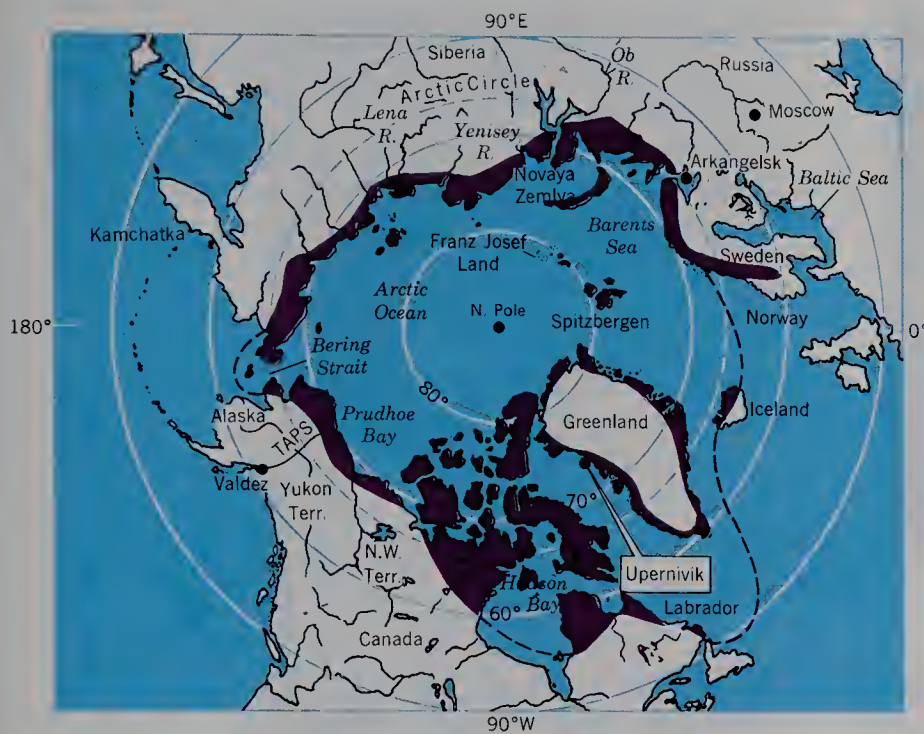 90°E
Siberia
Ob
R.
Russia
Arctic Circle
Moscow
Lena
R.
Yenisey
R.
Arkangelsk
Novaya
Zemlya
Baltic Sea
Kamchatka
Franz Josef
Land
Barents
Sea
Sweden
Arctic
Ocean
N. Pole
Spitzbergen
Norway
180°
0°
Bering
Strait
80°
Alaska
Prudhoe
Bay
Greenland
Iceland
TAPS
Valdez
Yukon
Terr.
70°
N.W.
Terr.
Upernivik
Hudson
Bay
60°
Labrador
Canada
90°W